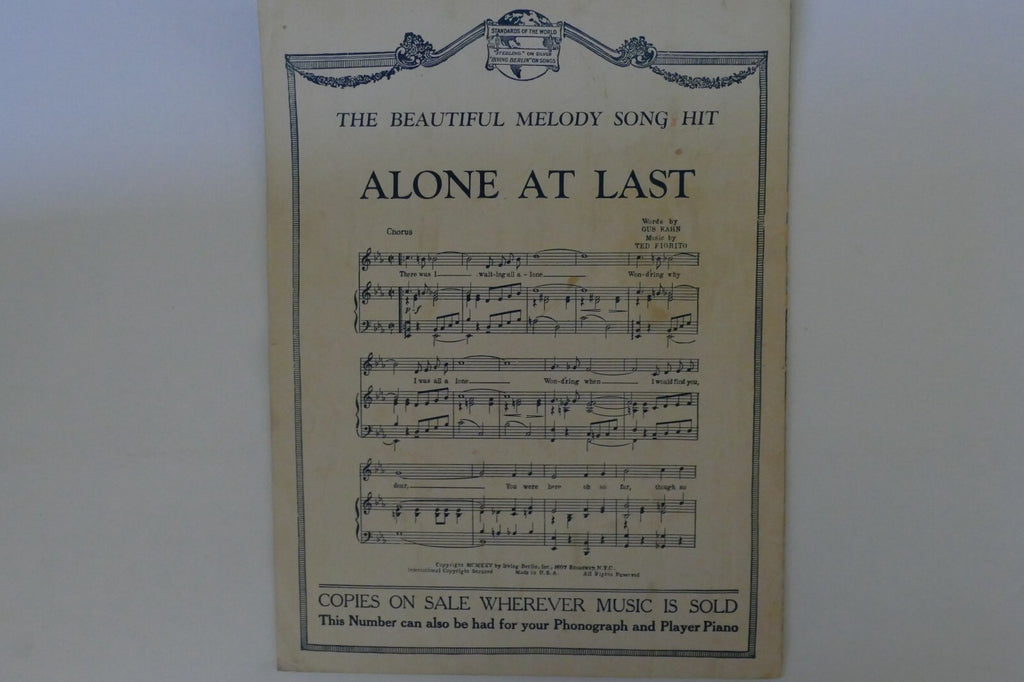 STANDARDS OF THE WORLD
"STERLING" ON SILVER
"IRVING BERLIN" ON SONGS
THE BEAUTIFUL MELODY SONG HIT
ALONE AT LAST
Words by
GUS KAHN
Music by
TED FIORITO
Chorus
There was I waiting all a-lone Won-d'ring why
I was all a lone Won-d'ring when I would find you,
dear, You were here oh so far, though so
Copyright MCMXXV by Irving Berlin, Inc., 1607 Broadway, N.Y.C.
International Copyright Secured Made in U.S.A. All Rights Reserved
COPIES ON SALE WHEREVER MUSIC IS SOLD
This Number can also be had for your Phonograph and Player Piano